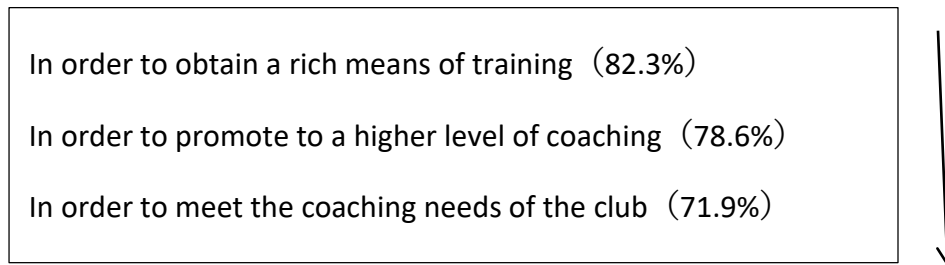 In order to obtain a rich means of training（82.3%）
In order to promote to a higher level of coaching（78.6%）
In order to meet the coaching needs of the club（71.9%）